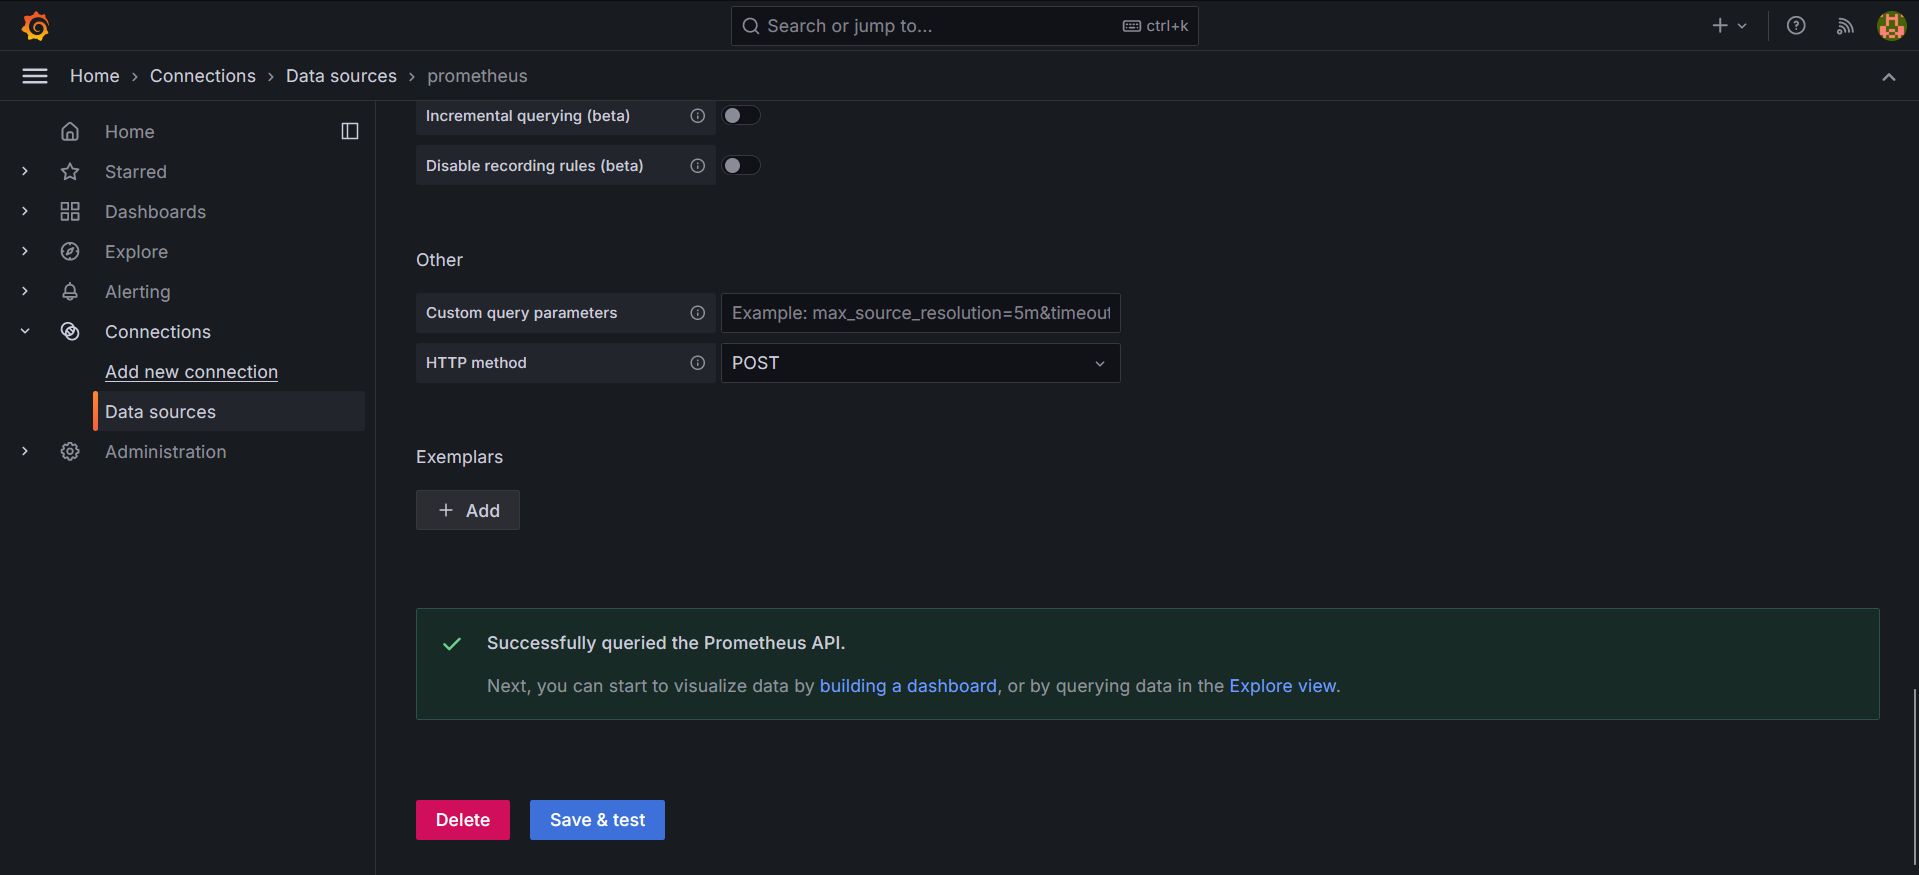 Search or jump to...
ctrl+k
Home › Connections › Data sources › prometheus
Home
Starred
Dashboards
Explore
Alerting
Connections
Add new connection
Data sources
Administration
Incremental querying (beta)
Disable recording rules (beta)
Other
Custom query parameters
Example: max_source_resolution=5m&timeout
HTTP method
POST
Exemplars
+ Add
Successfully queried the Prometheus API.
Next, you can start to visualize data by building a dashboard, or by querying data in the Explore view.
Delete
Save & test